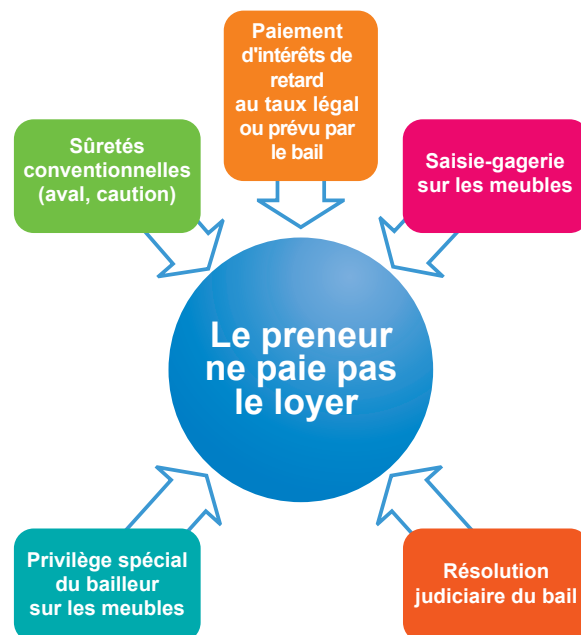 Paiement
d'intérêts de
retard
au taux légal
ou prévu par
le bail
Sûretés
conventionnelles
(aval, caution)
Saisie-gagerie
sur les meubles
Le preneur
ne paie pas
le loyer
Privilège spécial
du bailleur
sur les meubles
Résolution
judiciaire du bail